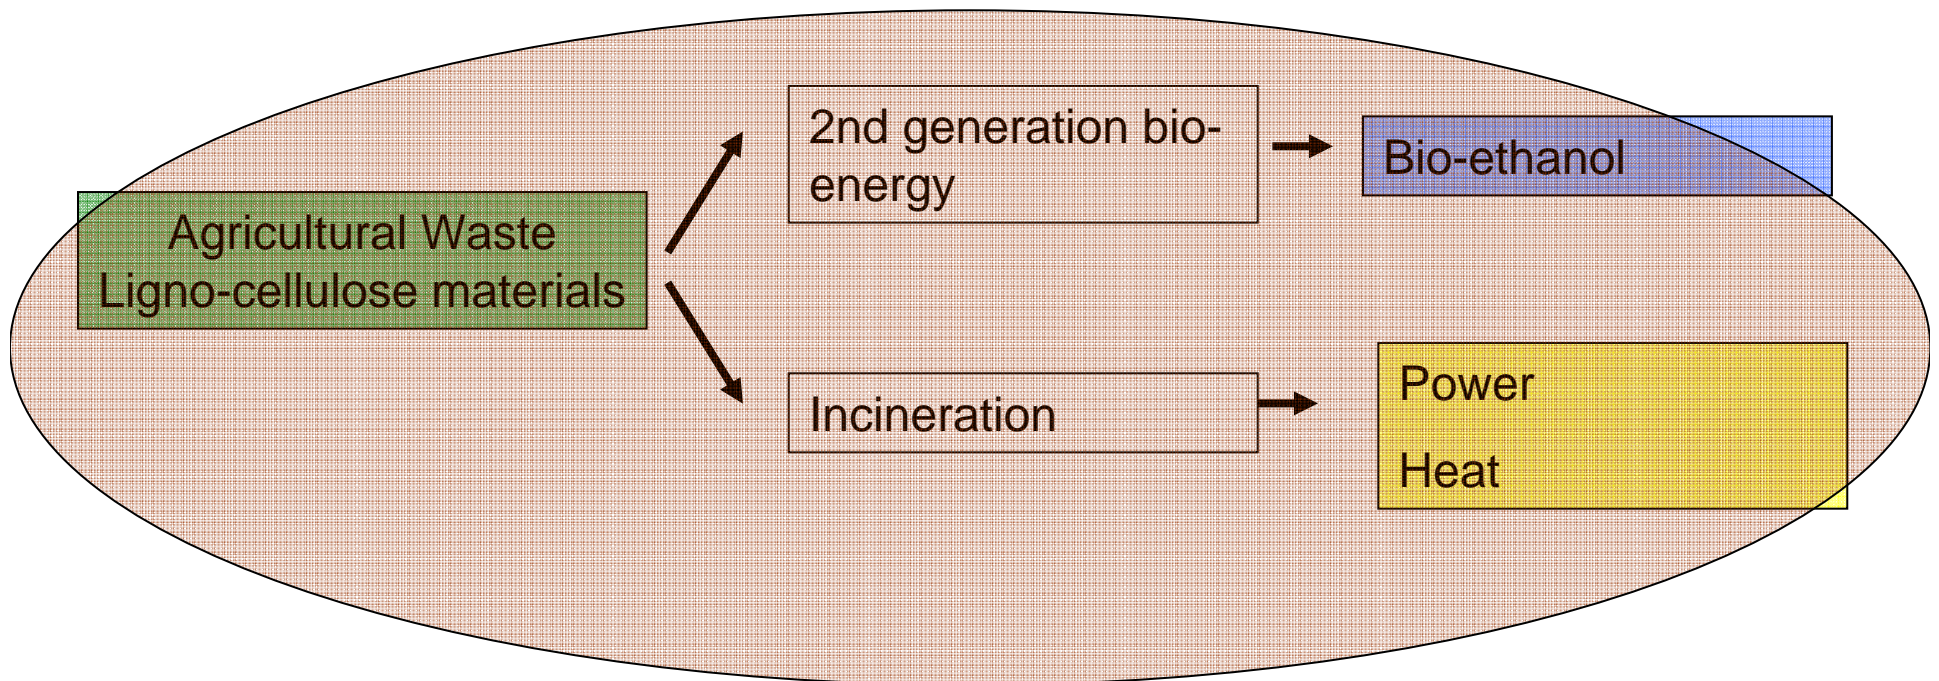 Agricultural Waste
Ligno-cellulose materials
2nd generation bio-
energy
Bio-ethanol
Incineration
Power
Heat